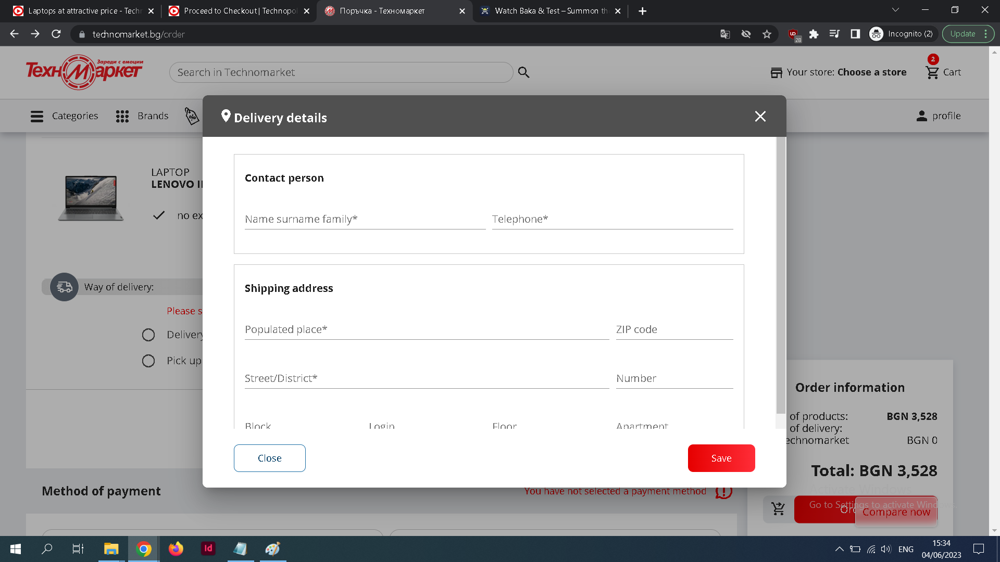 Laptops at attractive price - Techn
Proceed to Checkout | Technopol
Поръчка - Техномаркет
Watch Baka & Test – Summon th
technomarket.bg/order
28
Incognito (2)
Update
Зареди с емоции
ТехноМаркет
Search in Technomarket
Your store: Choose a store
2
Cart
Categories
Brands
%
profile
Delivery details
LAPTOP
LENOVO
no ex
Contact person
Name surname family*
Telephone*
Shipping address
Way of delivery:
Please s
Populated place*
ZIP code
Delivery
Pick up
Street/District*
Number
Order information
of products:
BGN 3,528
of delivery:
echnomarket
BGN 0
Block
Login
Floor
Apartment
Close
Save
Total: BGN 3,528
Method of payment
You have not selected a payment method
Activate Windows
Go to Settings to activate Windows.
Compare now
Id
ENG
15:34
04/06/2023